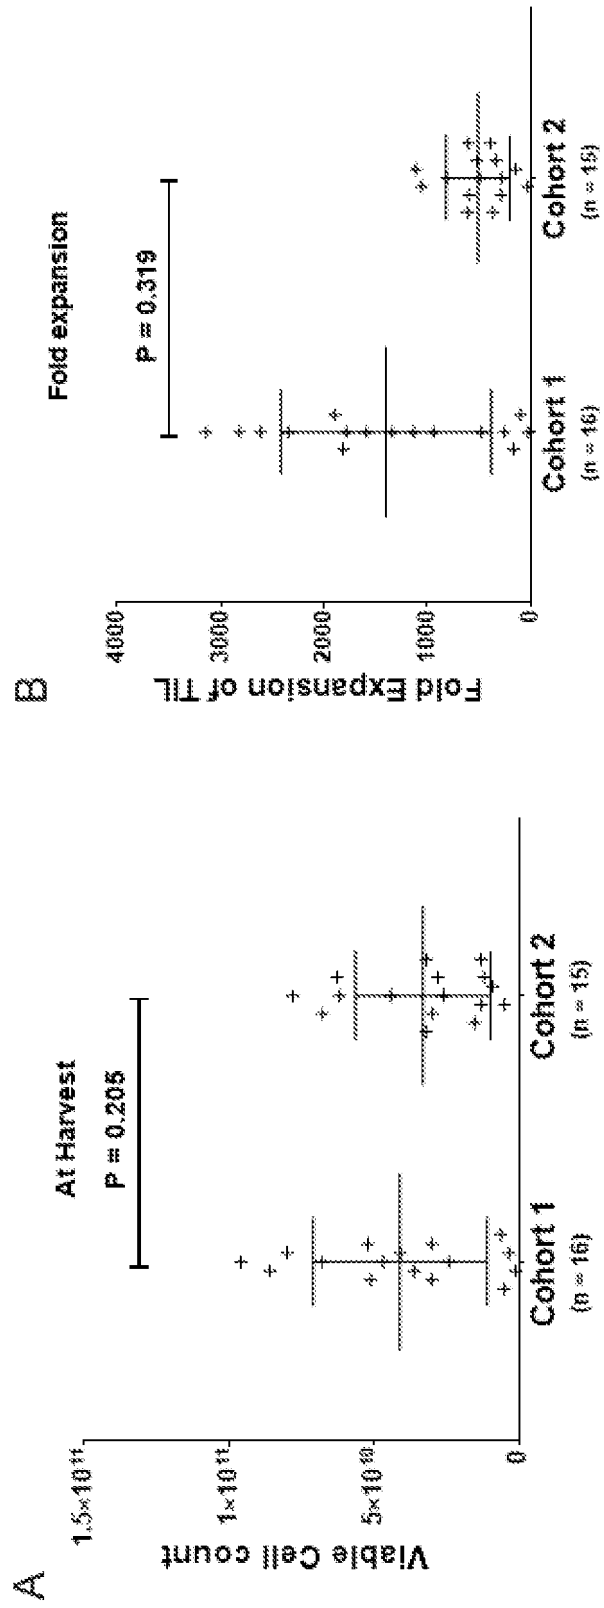 A
At Harvest
P = 0.205
Viable Cell count
1.5×10¹¹
1×10¹¹
5×10¹⁰
0
Cohort 1
(n = 16)
Cohort 2
(n = 15)
B
Fold expansion
P = 0.319
Fold Expansion of TIL
4000
3000
2000
1000
0
Cohort 1
(n = 16)
Cohort 2
(n = 15)